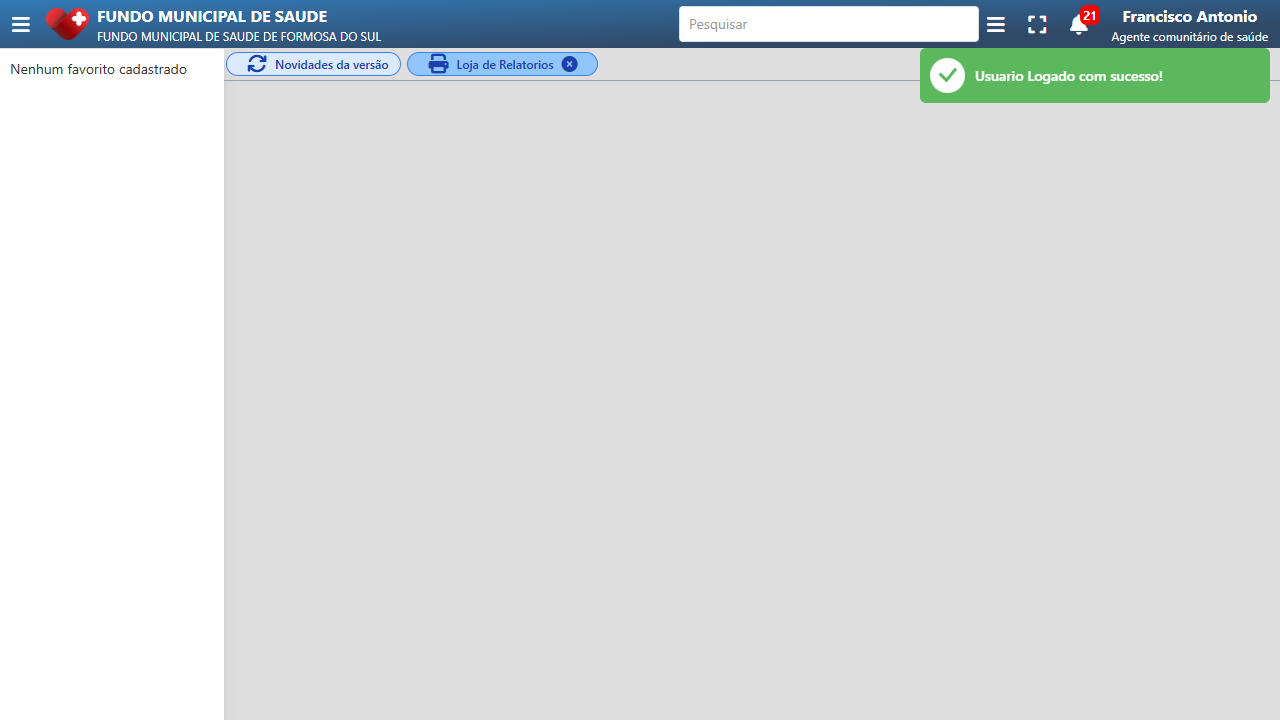 FUNDO MUNICIPAL DE SAUDE
FUNDO MUNICIPAL DE SAUDE DE FORMOSA DO SUL
Pesquisar
21
Francisco Antonio
Agente comunitário de saúde
Nenhum favorito cadastrado
Novidades da versão
Loja de Relatorios
Usuario Logado com sucesso!